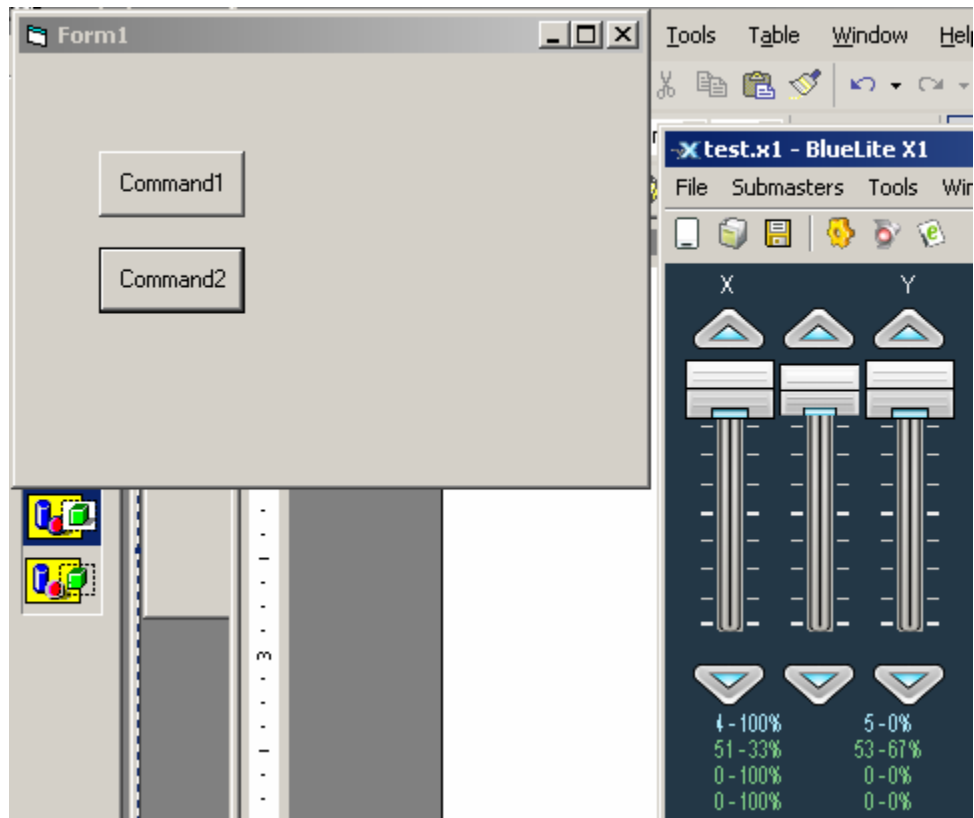 Form1
Tools Table Window Help
Command1
Command2
test.x1 - BlueLite X1
File Submasters Tools
X Y
3
4-100% 5-0%
51-33% 53-67%
0-100% 0-0%
0-100% 0-0%